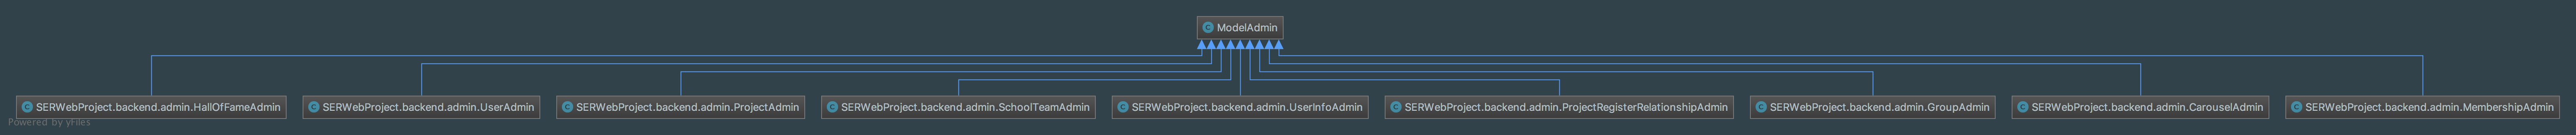 ModelAdmin
SERWebProject.backend.admin.HallOfFameAdmin
SERWebProject.backend.admin.UserAdmin
SERWebProject.backend.admin.ProjectAdmin
SERWebProject.backend.admin.SchoolTeamAdmin
SERWebProject.backend.admin.UserInfoAdmin
SERWebProject.backend.admin.ProjectRegisterRelationshipAdmin
SERWebProject.backend.admin.GroupAdmin
SERWebProject.backend.admin.CarouselAdmin
SERWebProject.backend.admin.MembershipAdmin
Powered by yFiles